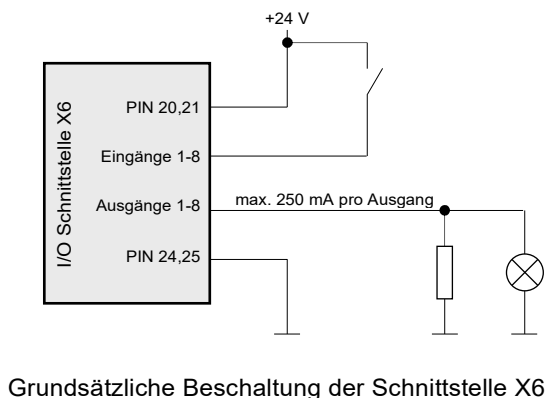 +24 V
I/O Schnittstelle X6
PIN 20,21
Eingänge 1-8
Ausgänge 1-8
max. 250 mA pro Ausgang
PIN 24,25
Grundsätzliche Beschaltung der Schnittstelle X6